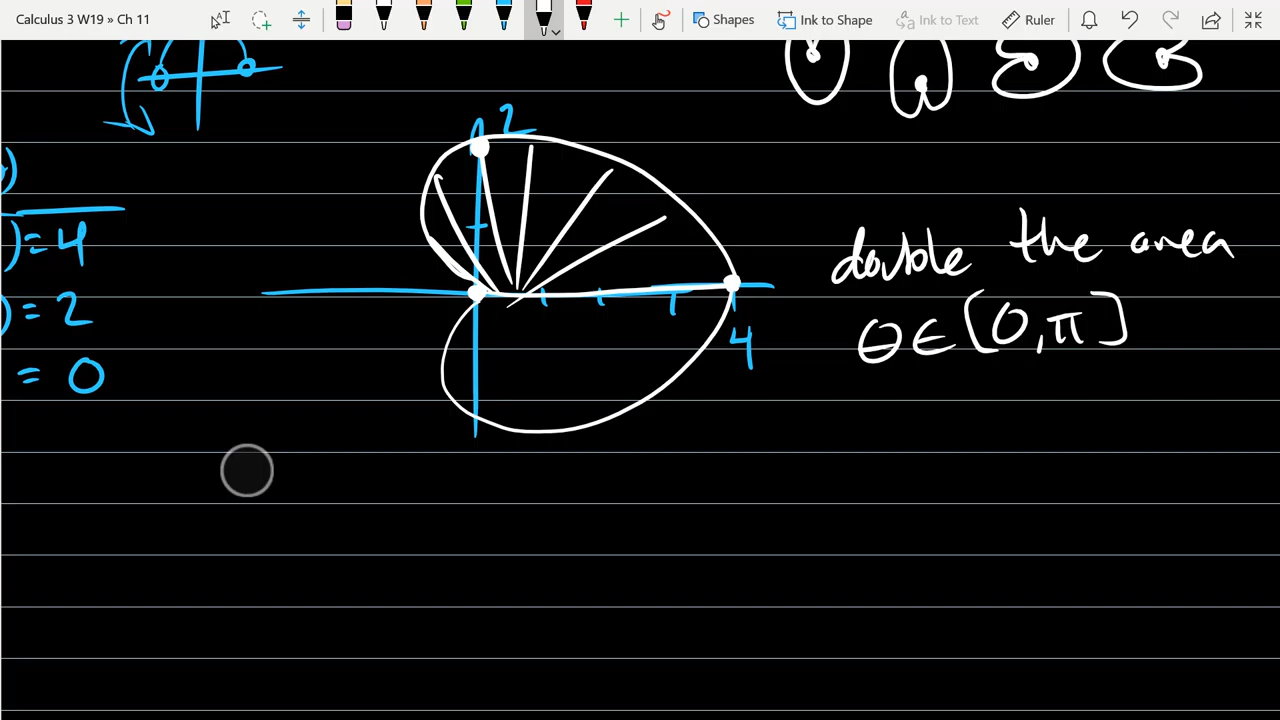 Calculus 3 W19 » Ch 11
Shapes
Ink to Shape
Ink to Text
Ruler
2
)
) = 4
) = 2
= 0
4
double the area
θ ∈ [0, π]